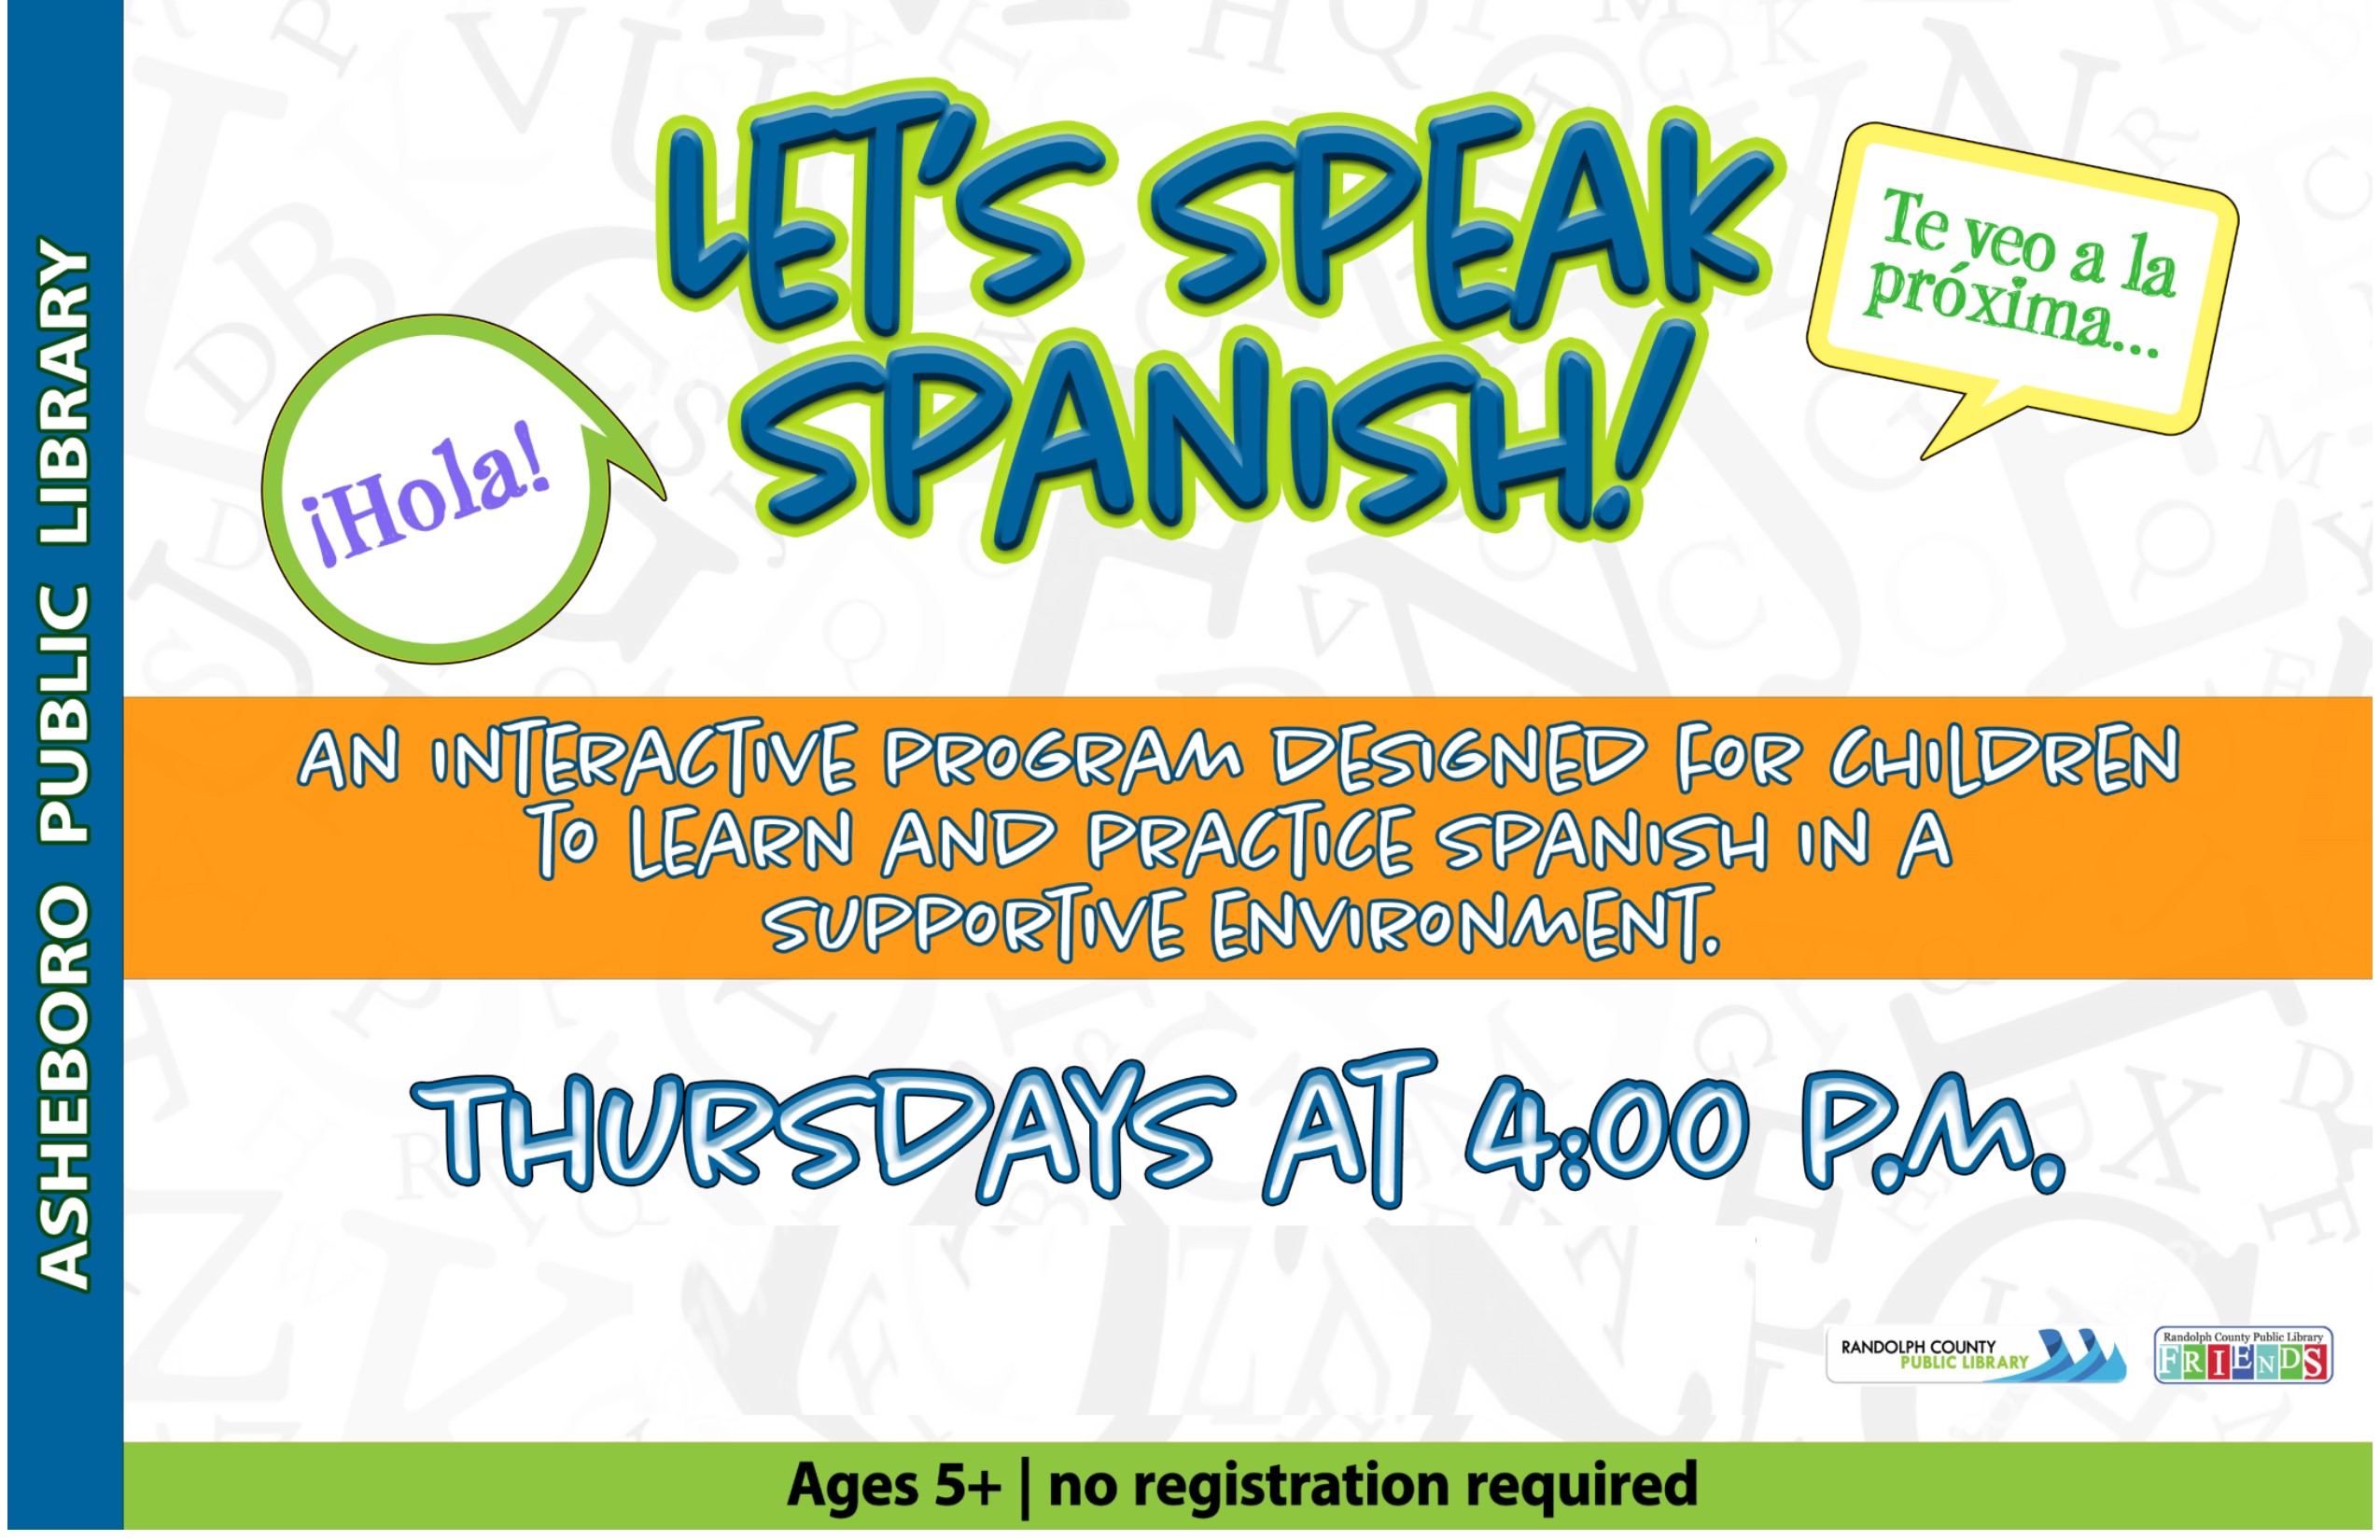 ASHEBORO PUBLIC LIBRARY
LET'S SPEAK
SPANISH!
¡Hola!
Te veo a la
próxima...
AN INTERACTIVE PROGRAM DESIGNED FOR CHILDREN
TO LEARN AND PRACTICE SPANISH IN A
SUPPORTIVE ENVIRONMENT.
THURSDAYS AT 4:00 P.M.
RANDOLPH COUNTY
PUBLIC LIBRARY
Randolph County Public Library
FRIENDS
Ages 5+ | no registration required